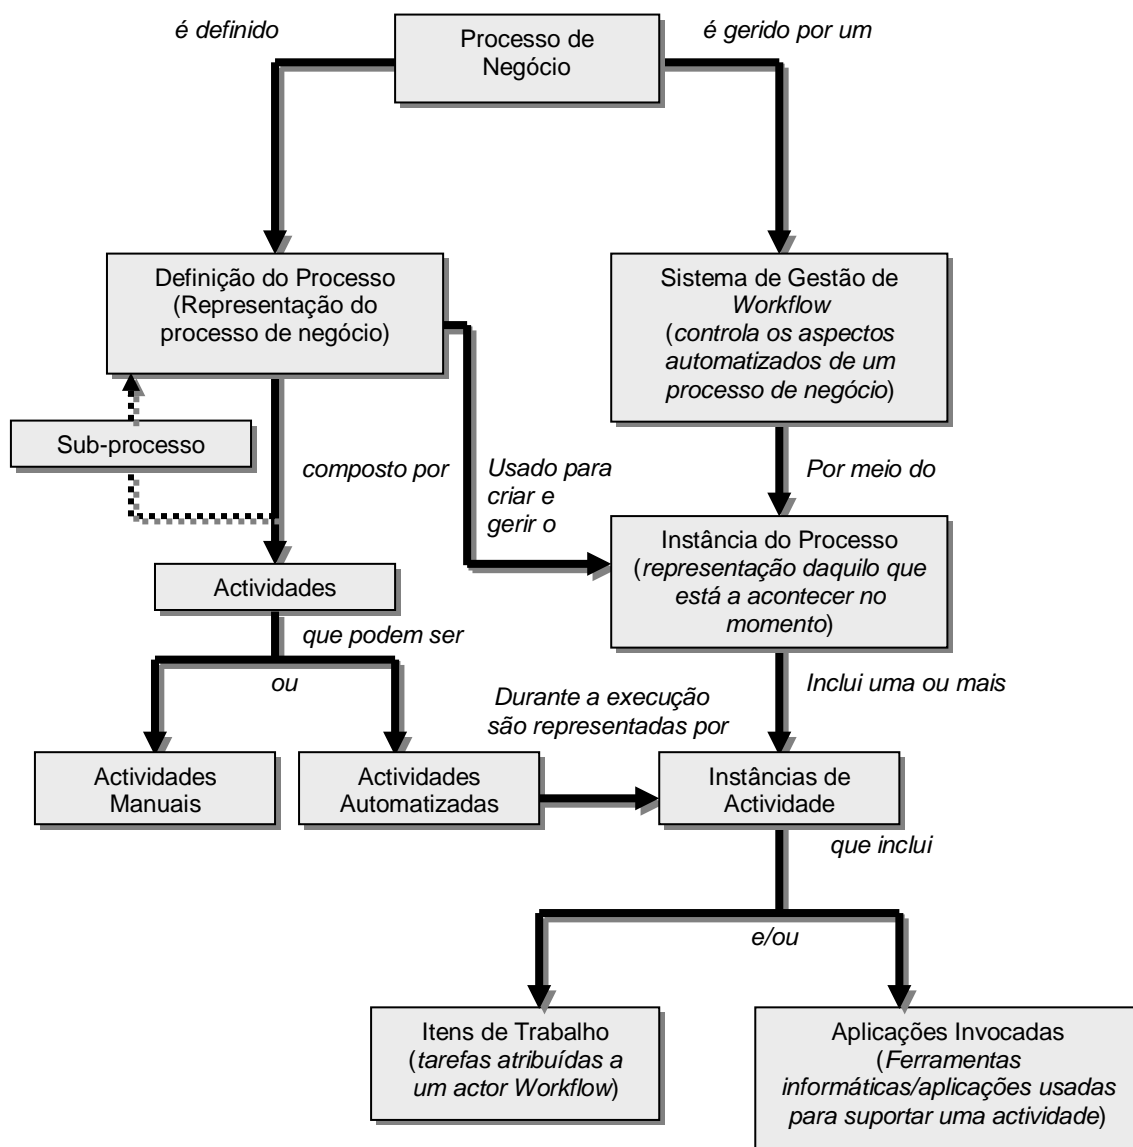 é definido
Processo de
Negócio
é gerido por um
Definição do Processo
(Representação do
processo de negócio)
Sistema de Gestão de
Workflow
(controla os aspectos
automatizados de um
processo de negócio)
Sub-processo
composto por
Usado para
criar e
gerir o
Por meio do
Instância do Processo
(representação daquilo que
está a acontecer no
momento)
Actividades
que podem ser
ou
Durante a execução
são representadas por
Inclui uma ou mais
Actividades
Manuais
Actividades
Automatizadas
Instâncias de
Actividade
que inclui
e/ou
Itens de Trabalho
(tarefas atribuídas a
um actor Workflow)
Aplicações Invocadas
(Ferramentas
informáticas/aplicações usadas
para suportar uma actividade)